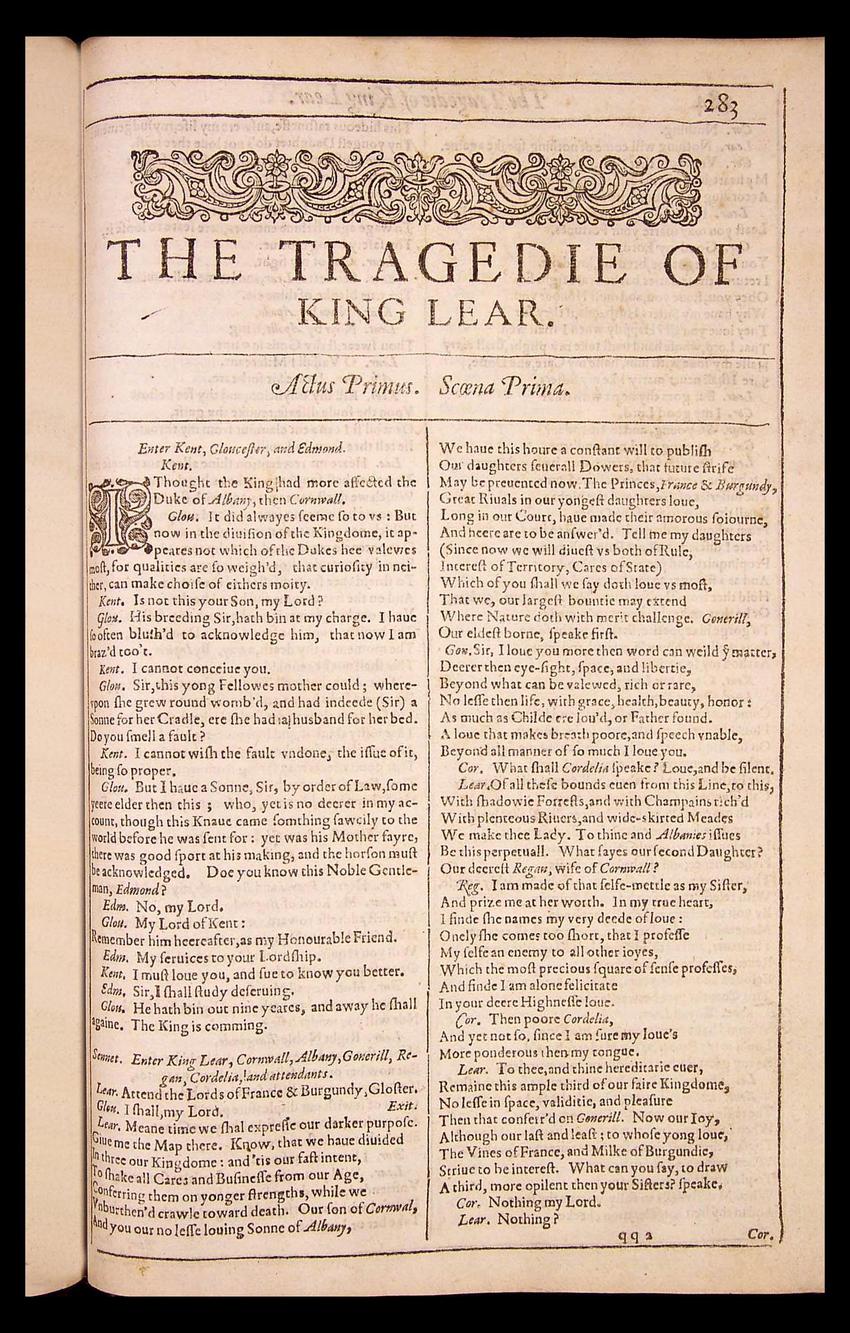 283
THE TRAGEDIE OF
KING LEAR.
Actus Primus. Scœna Prima.
Enter Kent, Gloucester, and Edmond.
Kent.
I Thought the King had more affected the
Duke of Albany, then Cornwall.
Glou. It did alwayes seeme so to vs : But
now in the diuision of the Kingdome, it ap-
peares not which of the Dukes hee valewes
most, for qualities are so weigh'd, that curiosity in nei-
ther, can make choise of eithers moity.
Kent. Is not this your Son, my Lord?
Glou. His breeding Sir, hath bin at my charge. I haue
so often blush'd to acknowledge him, that now I am
braz'd too't.
Kent. I cannot conceiue you.
Glou. Sir, this yong Fellowes mother could ; where-
vpon she grew round womb'd, and had indeede (Sir) a
Sonne for her Cradle, ere she had a husband for her bed.
Do you smell a fault ?
Kent. I cannot wish the fault vndone, the issue of it,
being so proper.
Glou. But I haue a Sonne, Sir, by order of Law, some
yeere elder then this ; who, yet is no deerer in my ac-
count, though this Knaue came somthing sawcily to the
world before he was sent for : yet was his Mother fayre,
there was good sport at his making, and the horson must
be acknowledged. Doe you know this Noble Gentle-
man, Edmond?
Edm. No, my Lord.
Glou. My Lord of Kent :
Remember him heereafter, as my Honourable Friend.
Edm. My seruices to your Lordship.
Kent. I must loue you, and sue to know you better.
Edm. Sir, I shall study deseruing.
Glou. He hath bin out nine yeares, and away he shall
againe. The King is comming.
Sennet. Enter King Lear, Cornwall, Albany, Gonerill, Re-
gan, Cordelia, and attendants.
Lear. Attend the Lords of France & Burgundy, Gloster.
Glou. I shall, my Lord. Exit.
Lear. Meane time we shal expresse our darker purpose.
Giue me the Map there. Know, that we haue diuided
In three our Kingdome : and 'tis our fast intent,
To shake all Cares and Businesse from our Age,
Conferring them on yonger strengths, while we
Vnburthen'd crawle toward death. Our son of Cornwal,
And you our no lesse louing Sonne of Albany,
We haue this houre a constant will to publish
Our daughters seuerall Dowers, that future strife
May be preuented now. The Princes, France & Burgundy,
Great Riuals in our yongest daughters loue,
Long in our Court, haue made their amorous soiourne,
And heere are to be answer'd. Tell me my daughters
(Since now we will diuest vs both of Rule,
Interest of Territory, Cares of State)
Which of you shall we say doth loue vs most,
That we, our largest bountie may extend
Where Nature doth with merit challenge. Gonerill,
Our eldest borne, speake first.
Gon. Sir, I loue you more then word can weild yͤ matter,
Deerer then eye-sight, space, and libertie,
Beyond what can be valewed, rich or rare,
No lesse then life, with grace, health, beauty, honor :
As much as Childe ere lou'd, or Father found.
A loue that makes breath poore, and speech vnable,
Beyond all manner of so much I loue you.
Cor. What shall Cordelia speake? Loue, and be silent.
Lear. Of all these bounds euen from this Line, to this,
With shadowie Forrests, and with Champains rich'd
With plenteous Riuers, and wide-skirted Meades
We make thee Lady. To thine and Albanies issues
Be this perpetuall. What sayes our second Daughter?
Our deerest Regan, wife of Cornwall?
Reg. I am made of that selfe-mettle as my Sister,
And prize me at her worth. In my true heart,
I finde she names my very deede of loue :
Onely she comes too short, that I professe
My selfe an enemy to all other ioyes,
Which the most precious square of sense professes,
And finde I am alone felicitate
In your deere Highnesse loue.
Cor. Then poore Cordelia,
And yet not so, since I am sure my loue's
More ponderous then my tongue.
Lear. To thee, and thine hereditarie euer,
Remaine this ample third of our faire Kingdome,
No lesse in space, validitie, and pleasure
Then that conferr'd on Gonerill. Now our Ioy,
Although our last and least ; to whose yong loue,
The Vines of France, and Milke of Burgundie,
Striue to be interest. What can you say, to draw
A third, more opilent then your Sisters? speake.
Cor. Nothing my Lord.
Lear. Nothing?
qq2 Cor.